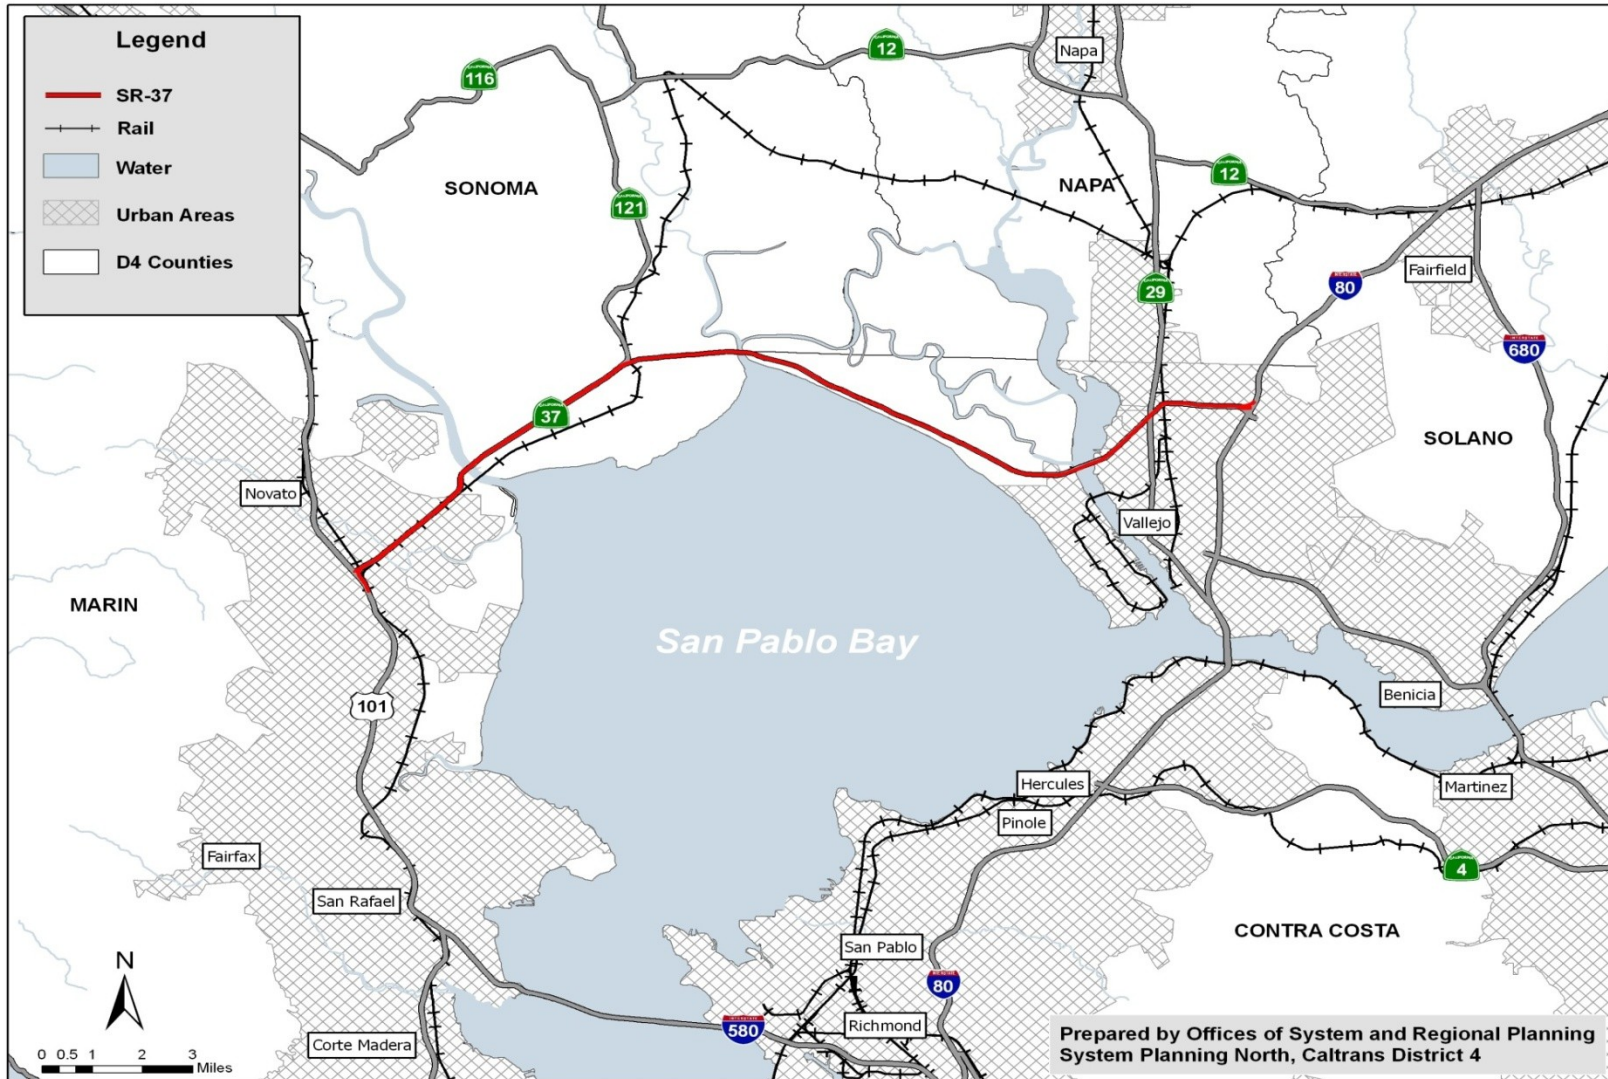 Legend
SR-37
Rail
Water
Urban Areas
D4 Counties
116
12
Napa
SONOMA
121
NAPA
12
29
80
Fairfield
680
37
SOLANO
Novato
Vallejo
MARIN
San Pablo Bay
101
Benicia
Hercules
Martinez
Pinole
Fairfax
4
San Rafael
CONTRA COSTA
San Pablo
N
80
Richmond
580
Corte Madera
0 0.5 1 2 3
Miles
Prepared by Offices of System and Regional Planning
System Planning North, Caltrans District 4